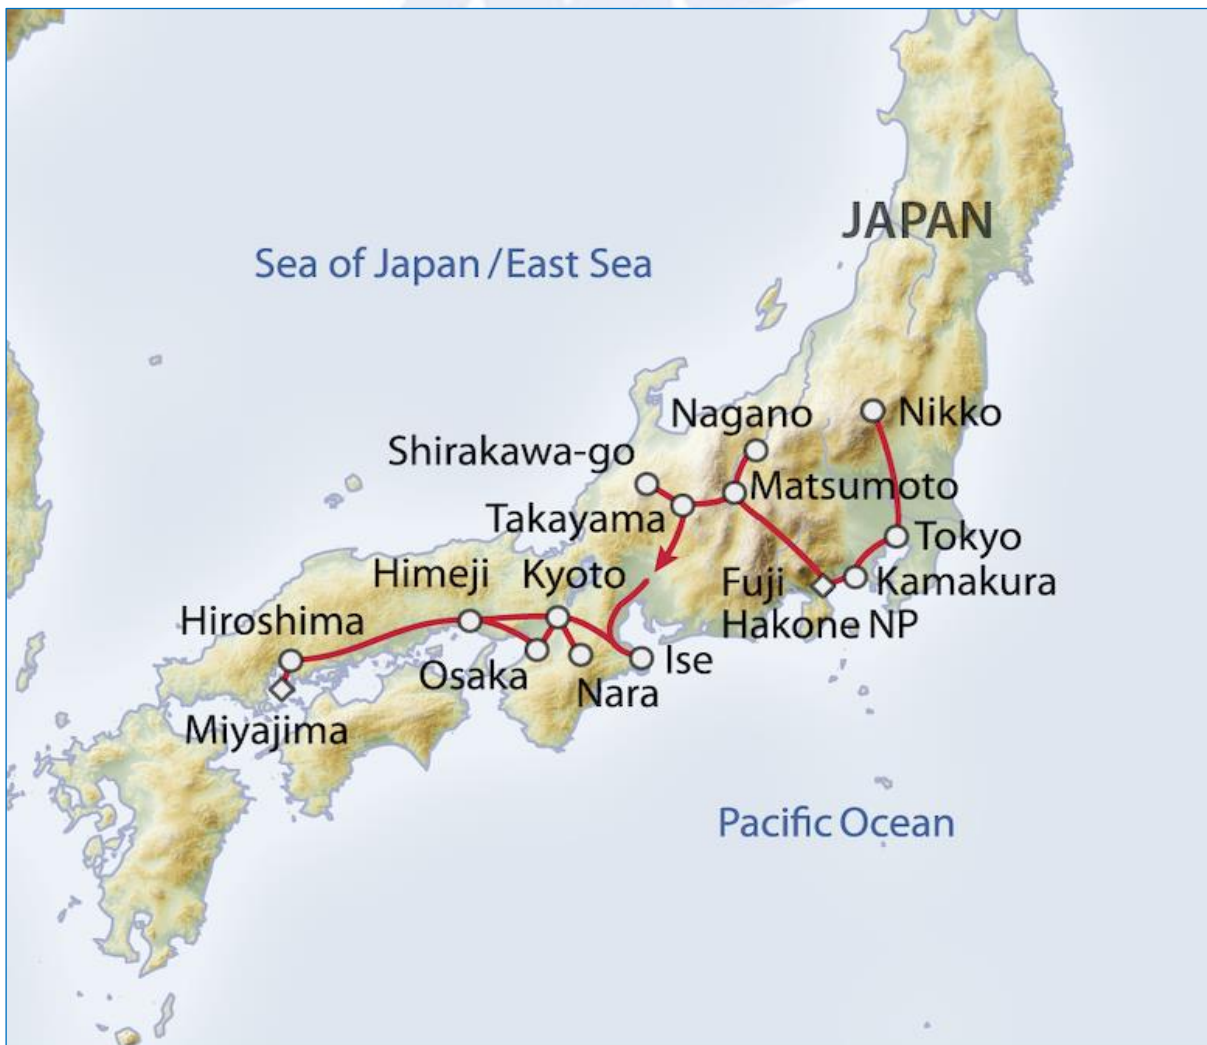 JAPAN
Sea of Japan / East Sea
Nagano
Nikko
Shirakawa-go
Matsumoto
Takayama
Tokyo
Himeji
Kyoto
Fuji
Kamakura
Hiroshima
Hakone NP
Osaka
Ise
Nara
Miyajima
Pacific Ocean